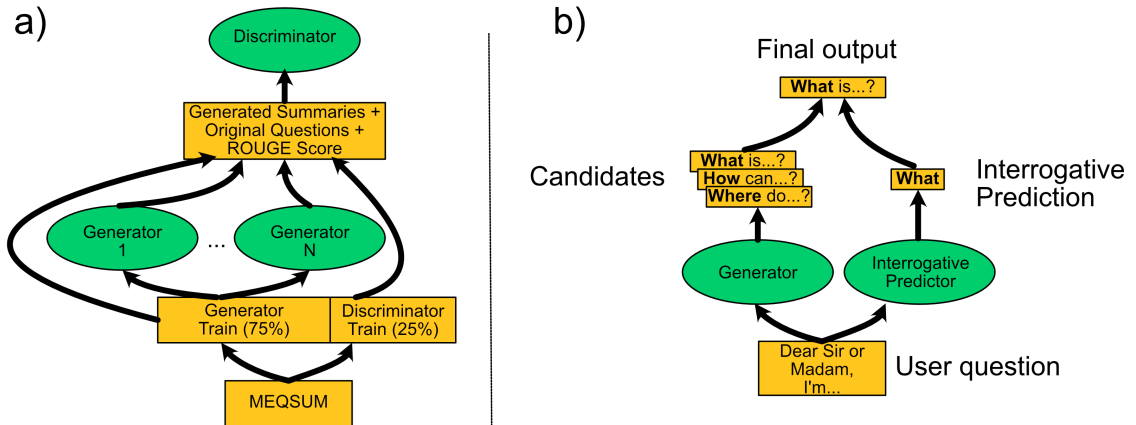 a)
Discriminator
Generated Summaries +
Original Questions +
ROUGE Score
Generator
1
...
Generator
N
Generator
Train (75%)
Discriminator
Train (25%)
MEQSUM
b)
Final output
What is...?
Candidates
What is...?
How can...?
Where do...?
What
Interrogative
Prediction
Generator
Interrogative
Predictor
Dear Sir or
Madam,
I'm...
User question